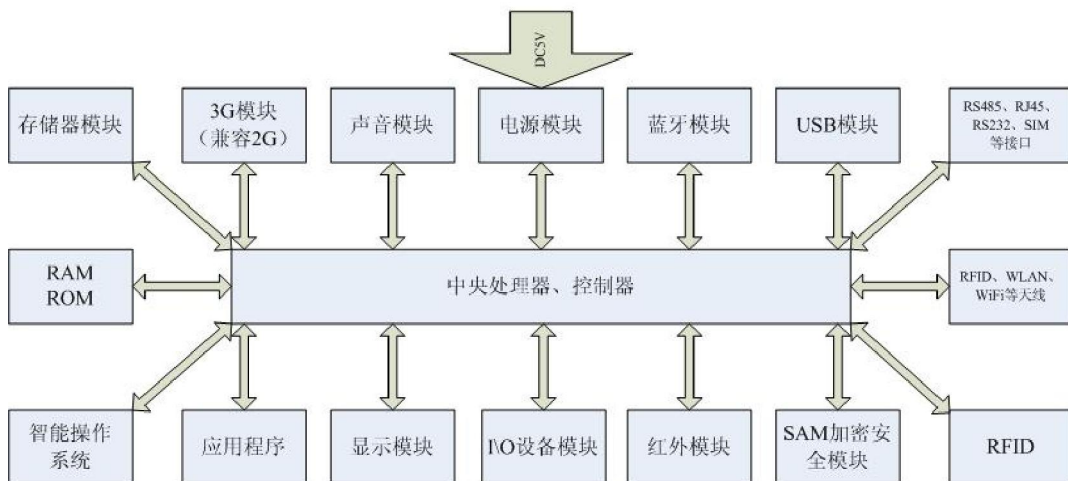 DC5V
存储器模块
3G模块
（兼容2G）
声音模块
电源模块
蓝牙模块
USB模块
RS485、RJ45、
RS232、SIM
等接口
RAM
ROM
中央处理器、控制器
RFID、WLAN、
WiFi等天线
智能操作
系统
应用程序
显示模块
I\O设备模块
红外模块
SAM加密安
全模块
RFID